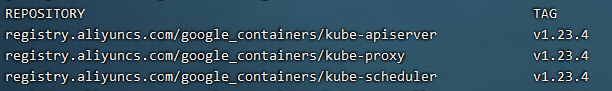 REPOSITORY TAG
registry.aliyuncs.com/google_containers/kube-apiserver v1.23.4
registry.aliyuncs.com/google_containers/kube-proxy v1.23.4
registry.aliyuncs.com/google_containers/kube-scheduler v1.23.4